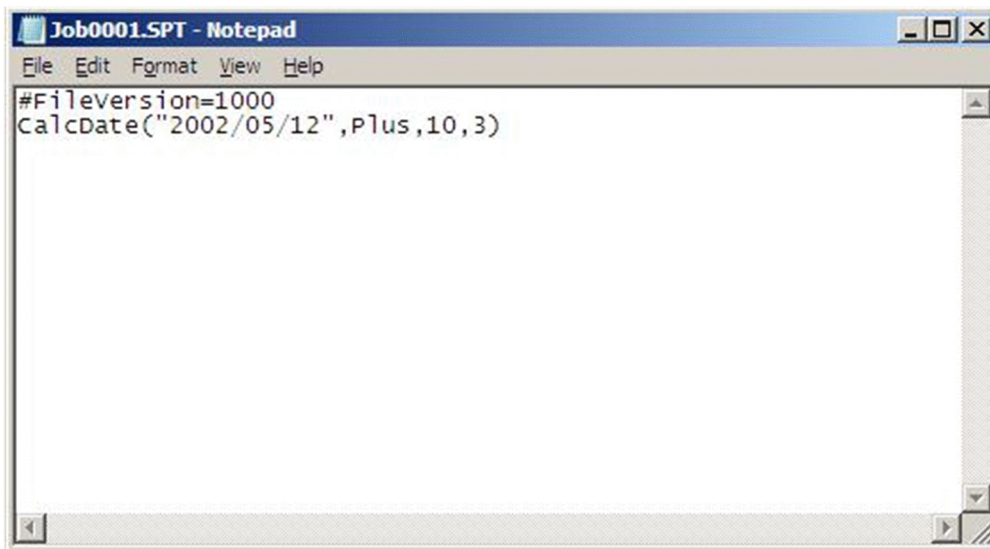 Job0001.SPT - Notepad
File Edit Format View Help
#FileVersion=1000
CalcDate("2002/05/12",Plus,10,3)